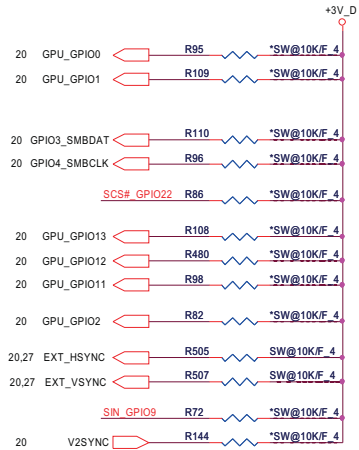 +3V_D
20 GPU_GPIO0 R95 *SW@10K/F_4
20 GPU_GPIO1 R109 *SW@10K/F_4
20 GPIO3_SMBDAT R110 *SW@10K/F_4
20 GPIO4_SMBCLK R96 *SW@10K/F_4
SCS#_GPIO22 R86 *SW@10K/F_4
20 GPU_GPIO13 R108 *SW@10K/F_4
20 GPU_GPIO12 R480 *SW@10K/F_4
20 GPU_GPIO11 R98 *SW@10K/F_4
20 GPU_GPIO2 R82 *SW@10K/F_4
20,27 EXT_HSYNC R505 SW@10K/F_4
20,27 EXT_VSYNC R507 SW@10K/F_4
SIN_GPIO9 R72 *SW@10K/F_4
20 V2SYNC R144 *SW@10K/F_4